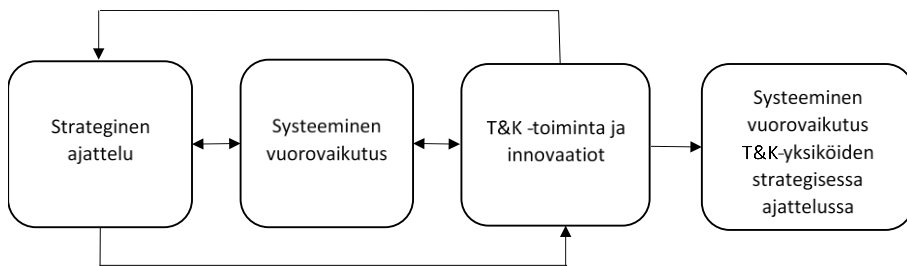 Strateginen
ajattelu
Systeeminen
vuorovaikutus
T&K -toiminta ja
innovaatiot
Systeeminen
vuorovaikutus
T&K-yksiköiden
strategisessa
ajattelussa